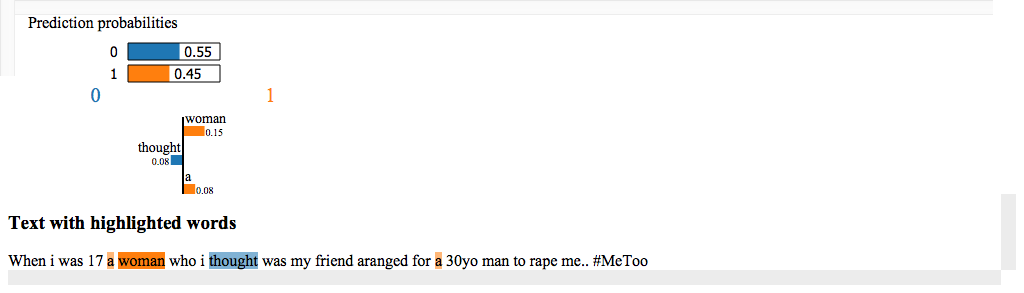 Prediction probabilities
0 0.55
1 0.45
0 1
woman
0.15
thought
0.08
a
0.08
Text with highlighted words
When i was 17 a woman who i thought was my friend aranged for a 30yo man to rape me.. #MeToo